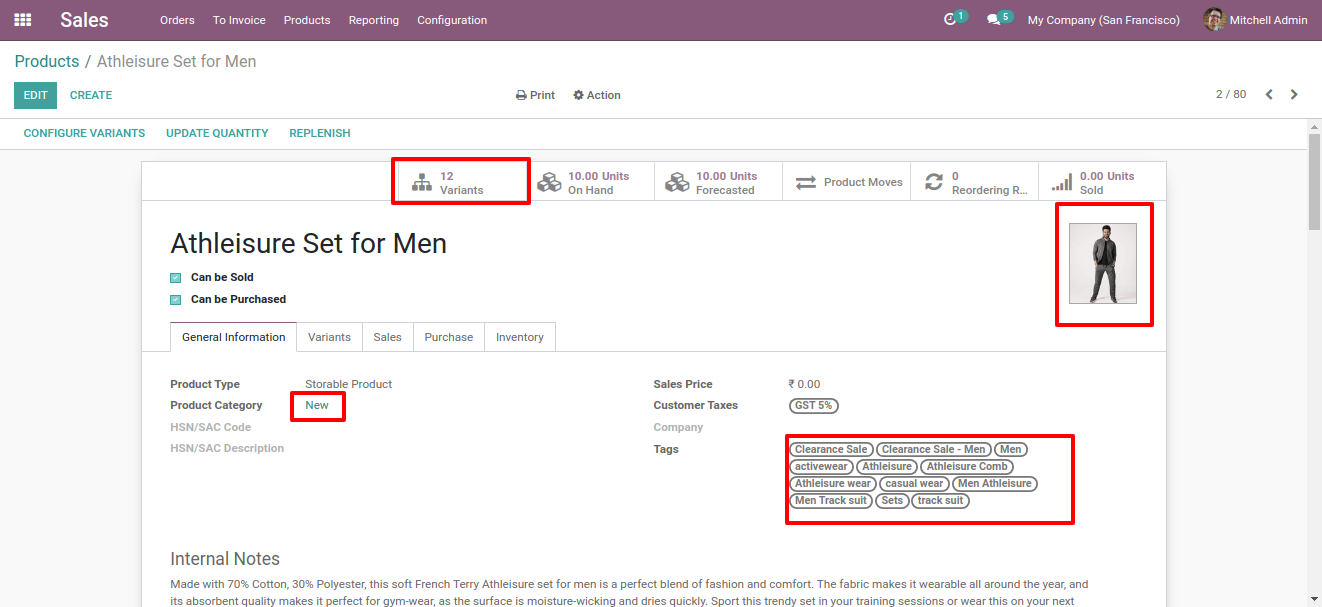 Sales Orders To Invoice Products Reporting Configuration 1 5 My Company (San Francisco) Mitchell Admin
Products / Athleisure Set for Men
EDIT CREATE Print Action 2 / 80
CONFIGURE VARIANTS UPDATE QUANTITY REPLENISH
12 Variants
10.00 Units On Hand
10.00 Units Forecasted
Product Moves
0 Reordering R...
0.00 Units Sold
Athleisure Set for Men
Can be Sold
Can be Purchased
General Information Variants Sales Purchase Inventory
Product Type Storable Product
Product Category New
HSN/SAC Code
HSN/SAC Description
Sales Price ₹ 0.00
Customer Taxes GST 5%
Company
Tags Clearance Sale Clearance Sale - Men Men
activewear Athleisure Athleisure Comb
Athleisure wear casual wear Men Athleisure
Men Track suit Sets track suit
Internal Notes
Made with 70% Cotton, 30% Polyester, this soft French Terry Athleisure set for men is a perfect blend of fashion and comfort. The fabric makes it wearable all around the year, and
its absorbent quality makes it perfect for gym-wear, as the surface is moisture-wicking and dries quickly. Sport this trendy set in your training sessions or wear this on your next